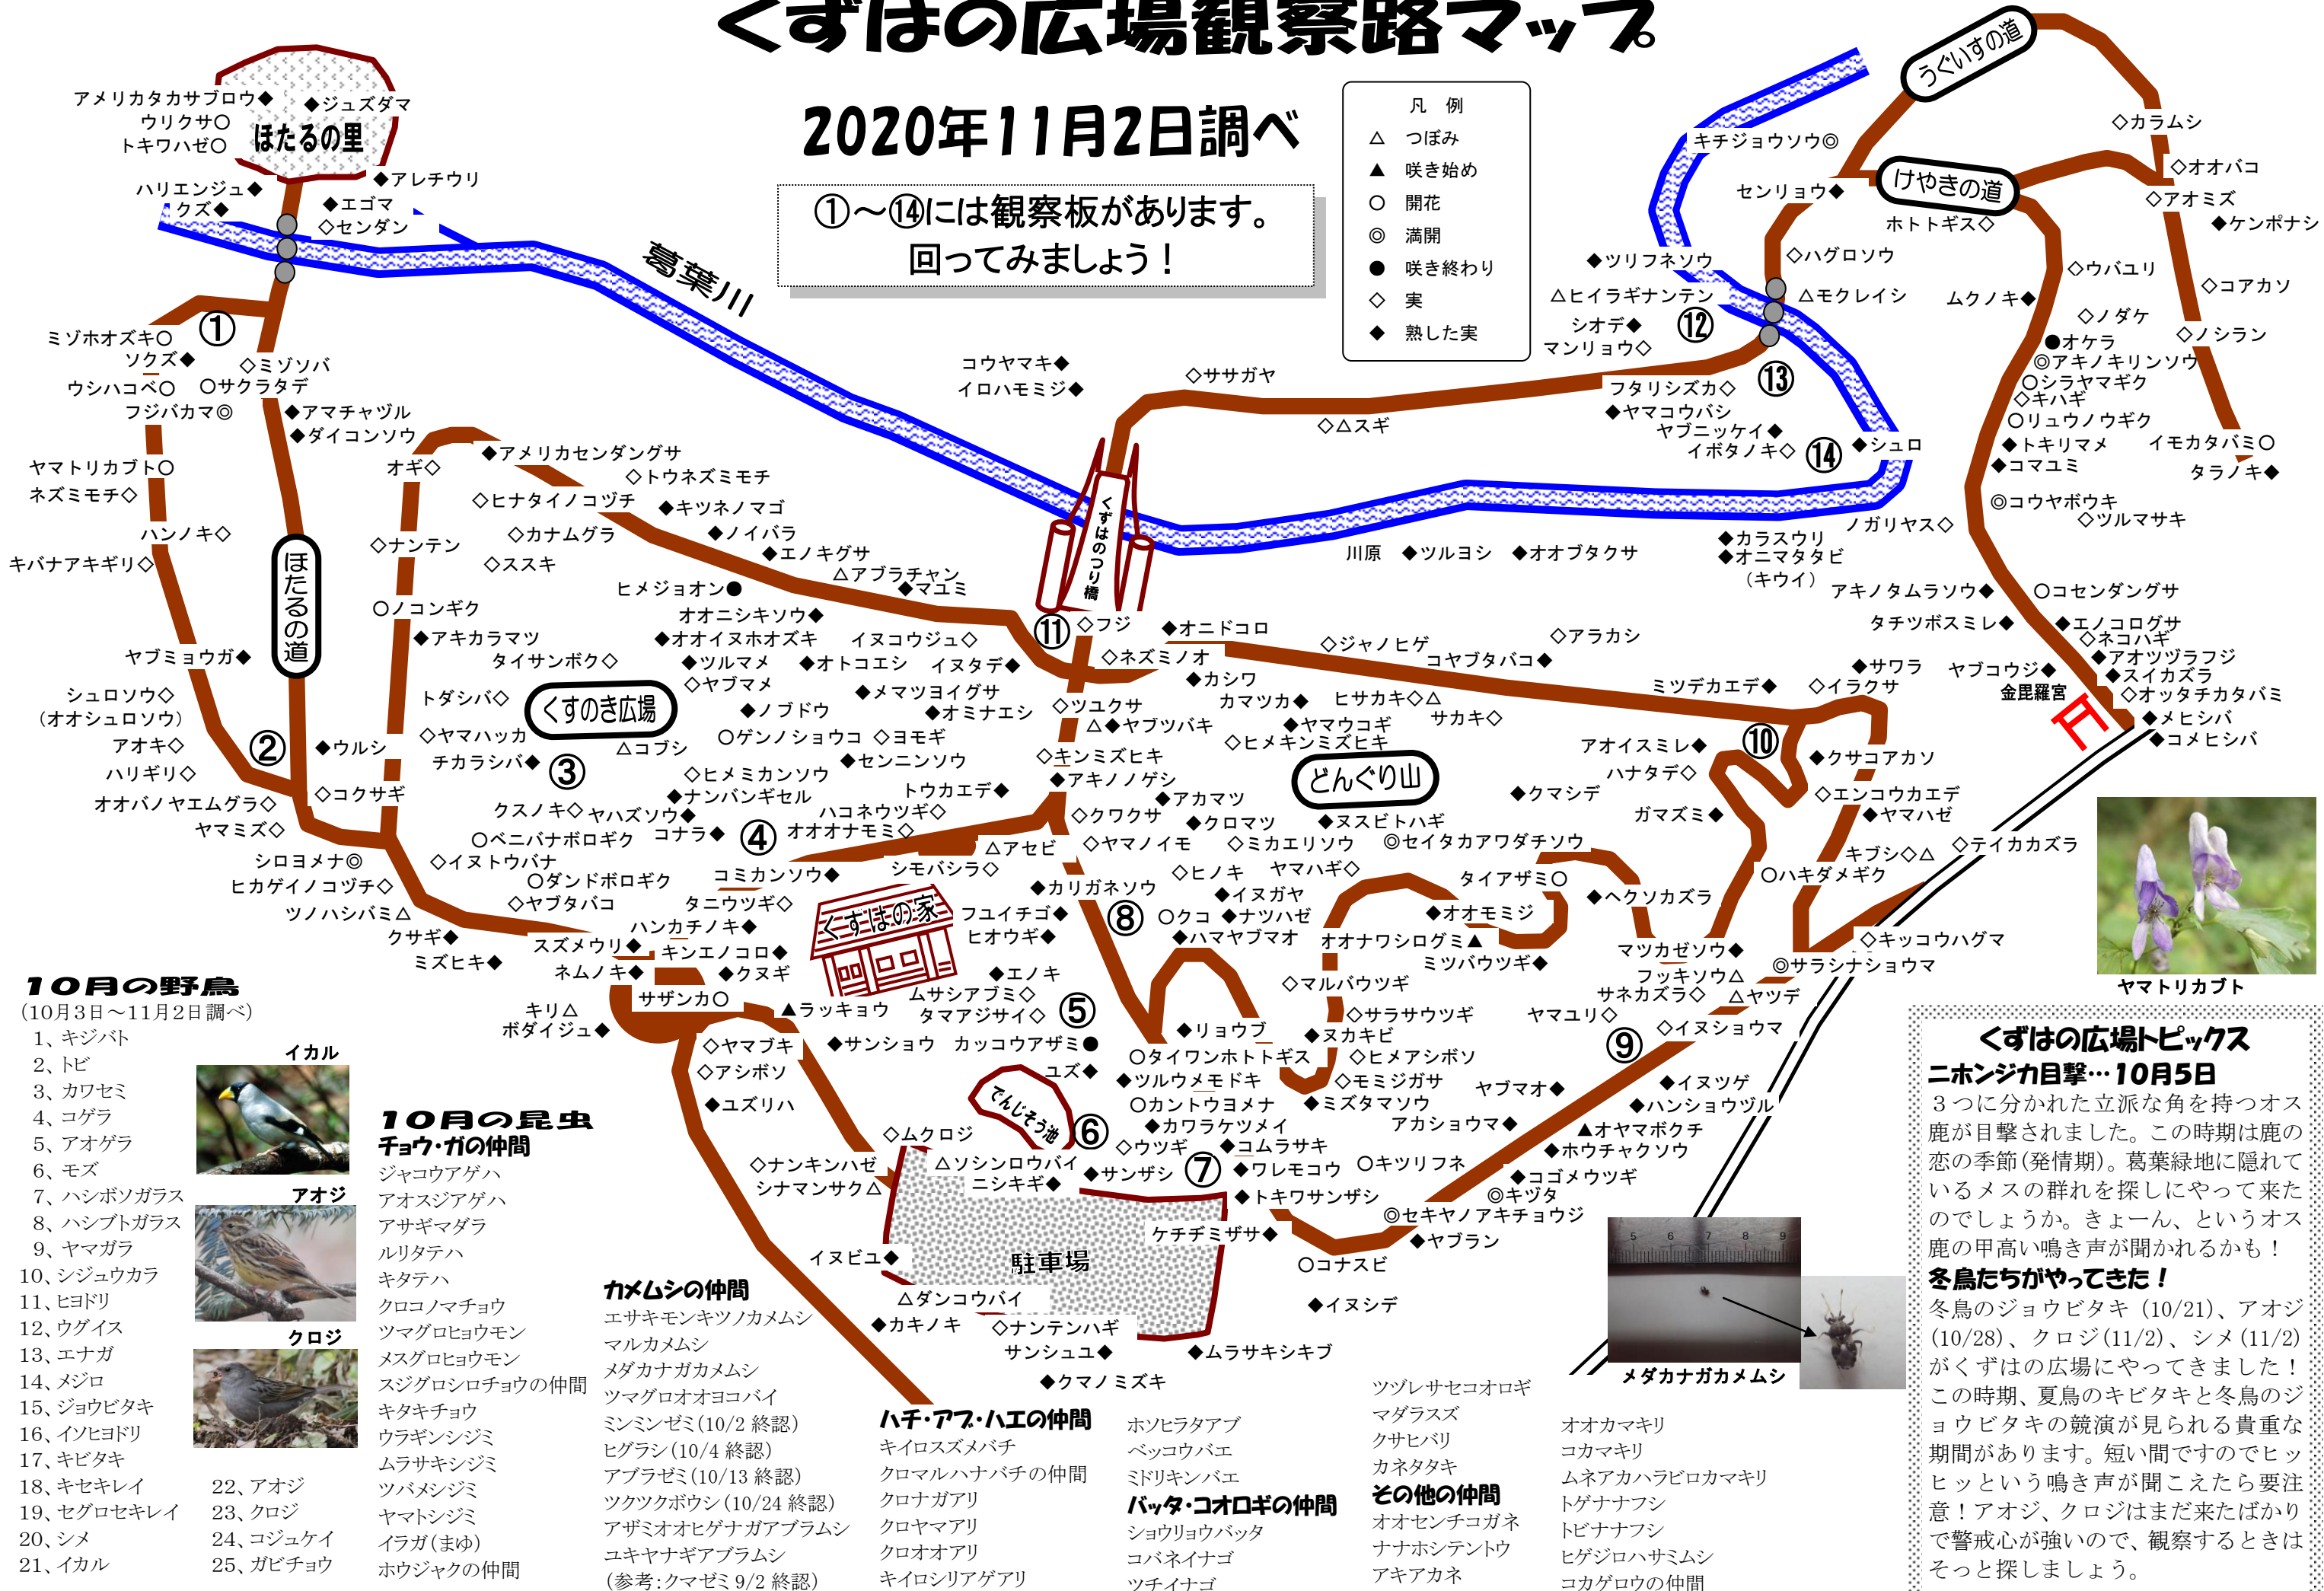 くずはの広場観察路マップ
2020年11月2日調べ
①～⑭には観察板があります。
回ってみましょう！
凡 例
△ つぼみ
▲ 咲き始め
○ 開花
◎ 満開
● 咲き終わり
◇ 実
◆ 熟した実
アメリカタカサブロウ◆
◆ジュズダマ
ウリクサ○
トキワハゼ○
ほたるの里
ハリエンジュ◆
クズ◆
◆アレチウリ
◆エゴマ
◇センダン
葛葉川
①
ミゾホオズキ○
ソクズ◆
◇ミゾソバ
ウシハコベ○
○サクラタデ
フジバカマ◎
◆アマチャヅル
◆ダイコンソウ
ヤマトリカブト○
ネズミモチ◇
ハンノキ◇
キバナアキギリ◇
ほたるの道
ヤブミョウガ◆
シュロソウ◇
（オオシュロソウ）
アオキ◇
②
◆ウルシ
ハリギリ◇
オオバノヤエムグラ◇
◇コクサギ
ヤマミズ◇
シロヨメナ◎
ヒカゲイノコヅチ◇
ツノハシバミ△
クサギ◆
ミズヒキ◆
オギ◇
◆アメリカセンダングサ
◇トウネズミモチ
◇ヒナタイノコヅチ
◆キツネノマゴ
◇カナムグラ
◆ノイバラ
◇ナンテン
◇ススキ
◆エノキグサ
△アブラチャン
◆マユミ
ヒメジョオン●
○ノコンギク
オオニシキソウ◆
◆アキカラマツ
◆オオイヌホオズキ
イヌコウジュ◇
タイサンボク◇
◆ツルマメ
◆オトコエシ
イヌタデ◆
トダシバ◇
◇ヤブマメ
◆メマツヨイグサ
くすのき広場
◆ノブドウ
◆オミナエシ
◇ヤマハッカ
△コブシ
○ゲンノショウコ
◇ヨモギ
チカラシバ◆
③
◇ヒメミカンソウ
◆センニンソウ
◆ナンバンギセル
トウカエデ◆
クスノキ◇
ヤハズソウ◆
ハコネウツギ◇
○ベニバナボロギク
コナラ◆
④
オオオナモミ◇
◇イヌトウバナ
○ダンドボロギク
コミカンソウ◆
シモバシラ◇
◇ヤブタバコ
タニウツギ◇
ハンカチノキ◆
スズメウリ◆
キンエノコロ◆
ネムノキ◆
◆クヌギ
サザンカ○
キリ△
ボダイジュ◆
くずはの家
△アセビ
フユイチゴ◆
ヒオウギ◆
◆エノキ
▲ラッキョウ
ムサシアブミ◇
タマアジサイ◇
⑤
◆サンショウ
カッコウアザミ●
ユズ◆
◇ヤマブキ
◇アシボソ
◆ユズリハ
でんじそう池
⑥
◇ムクロジ
◇ナンキンハゼ
シナマンサク△
△ソシンロウバイ
ニシキギ◆
◆サンザシ
イヌビユ◆
駐車場
△ダンコウバイ
◆カキノキ
◇ナンテンハギ
サンシュユ◆
◆クマノミズキ
◆ムラサキシキブ
コウヤマキ◆
イロハモミジ◆
◇ササガヤ
◇△スギ
くずはのつり橋
⑪
◇フジ
◆オニドコロ
◇ネズミノオ
◆カシワ
◇ジャノヒゲ
コヤブタバコ◆
◇アラカシ
◇ツユクサ
カマツカ◆
ヒサカキ◇△
△◆ヤブツバキ
◆ヤマウコギ
サカキ◇
◇キンミズヒキ
◇ヒメキンミズヒキ
◆アキノノゲシ
どんぐり山
◆アカマツ
◇クワクサ
◆クロマツ
◆ヌスビトハギ
◇ヤマノイモ
◇ミカエリソウ
◎セイタカアワダチソウ
◇ヒノキ
ヤマハギ◇
◆カリガネソウ
◆イヌガヤ
⑧
○クコ
◆ナツハゼ
◆ハマヤブマオ
タイアザミ○
◆オオモミジ
オオナワシログミ▲
ミツバウツギ◆
◇マルバウツギ
◇サラサウツギ
◆リョウブ
◆ヌカキビ
○タイワンホトトギス
◇ヒメアシボソ
◆ツルウメモドキ
◇モミジガサ
○カントウヨメナ
◆ミズタマソウ
ヤブマオ◆
◆カワラケツメイ
アカショウマ◆
◇ウツギ
◆コムラサキ
⑦
◆ワレモコウ
○キツリフネ
◆トキワサンザシ
ケチヂミザサ◆
◎セキヤノアキチョウジ
◎キヅタ
◆コゴメウツギ
◆ホウチャクソウ
▲オヤマボクチ
◆ハンショウヅル
◆イヌツゲ
◆ヤブラン
○コナスビ
◆イヌシデ
うぐいすの道
キチジョウソウ◎
センリョウ◆
けやきの道
◇カラムシ
◇オオバコ
◇アオミズ
◆ケンポナシ
ホトトギス◇
◆ツリフネソウ
◇ハグロソウ
△ヒイラギナンテン
△モクレイシ
シオデ◆
⑫
マンリョウ◇
⑬
フタリシズカ◇
◆ヤマコウバシ
ヤブニッケイ◆
イボタノキ◇
⑭
◆シュロ
◇ウバユリ
◇コアカソ
ムクノキ◆
◇ノダケ
◇ノシラン
●オケラ
◎アキノキリンソウ
○シラヤマギク
◇キハギ
○リュウノウギク
◆トキリマメ
イモカタバミ○
◆コマユミ
タラノキ◆
◎コウヤボウキ
◇ツルマサキ
ノガリヤス◇
川原 ◆ツルヨシ ◆オオブタクサ
◆カラスウリ
◆オニマタタビ
（キウイ）
アキノタムラソウ◆
○コセンダングサ
タチツボスミレ◆
◆エノコログサ
◇ネコハギ
◆アオツヅラフジ
◆サワラ
ヤブコウジ◆
◆スイカズラ
ミツデカエデ◆
◇イラクサ
金毘羅宮
◇オッタチカタバミ
◆メヒシバ
◆コメヒシバ
アオイスミレ◆
⑩
◆クサコアカソ
ハナタデ◇
◆クマシデ
◇エンコウカエデ
ガマズミ◆
◆ヤマハゼ
キブシ◇△
◇テイカカズラ
○ハキダメギク
◆ヘクソカズラ
マツカゼソウ◆
◇キッコウハグマ
フッキソウ△
◎サラシナショウマ
サネカズラ◇
△ヤツデ
ヤマユリ◇
◇イヌショウマ
⑨
ヤマトリカブト
メダカナガカメムシ
10月の野鳥
（10月3日～11月2日調べ）
1、キジバト
2、トビ
3、カワセミ
4、コゲラ
5、アオゲラ
6、モズ
7、ハシボソガラス
8、ハシブトガラス
9、ヤマガラ
10、シジュウカラ
11、ヒヨドリ
12、ウグイス
13、エナガ
14、メジロ
15、ジョウビタキ
16、イソヒヨドリ
17、キビタキ
18、キセキレイ
19、セグロセキレイ
20、シメ
21、イカル
22、アオジ
23、クロジ
24、コジュケイ
25、ガビチョウ
イカル
アオジ
クロジ
10月の昆虫
チョウ・ガの仲間
ジャコウアゲハ
アオスジアゲハ
アサギマダラ
ルリタテハ
キタテハ
クロコノマチョウ
ツマグロヒョウモン
メスグロヒョウモン
スジグロシロチョウの仲間
キタキチョウ
ウラギンシジミ
ムラサキシジミ
ツバメシジミ
ヤマトシジミ
イラガ（まゆ）
ホウジャクの仲間
カメムシの仲間
エサキモンキツノカメムシ
マルカメムシ
メダカナガカメムシ
ツマグロオオヨコバイ
ミンミンゼミ（10/2 終認）
ヒグラシ（10/4 終認）
アブラゼミ（10/13 終認）
ツクツクボウシ（10/24 終認）
アザミオオヒゲナガアブラムシ
ユキヤナギアブラムシ
（参考：クマゼミ 9/2 終認）
ハチ・アブ・ハエの仲間
キイロスズメバチ
クロマルハナバチの仲間
クロナガアリ
クロヤマアリ
クロオオアリ
キイロシリアゲアリ
ホソヒラタアブ
ベッコウバエ
ミドリキンバエ
バッタ・コオロギの仲間
ショウリョウバッタ
コバネイナゴ
ツチイナゴ
ツヅレサセコオロギ
マダラスズ
クサヒバリ
カネタタキ
その他の仲間
オオセンチコガネ
ナナホシテントウ
アキアカネ
オオカマキリ
コカマキリ
ムネアカハラビロカマキリ
トゲナナフシ
トビナナフシ
ヒゲジロハサミムシ
コカゲロウの仲間
くずはの広場トピックス
ニホンジカ目撃…10月5日
３つに分かれた立派な角を持つオス
鹿が目撃されました。この時期は鹿の
恋の季節（発情期）。葛葉緑地に隠れて
いるメスの群れを探しにやって来た
のでしょうか。きょーん、というオス
鹿の甲高い鳴き声が聞かれるかも！
冬鳥たちがやってきた！
冬鳥のジョウビタキ（10/21）、アオジ
（10/28）、クロジ（11/2）、シメ（11/2）
がくずはの広場にやってきました！
この時期、夏鳥のキビタキと冬鳥のジ
ョウビタキの競演が見られる貴重な
期間があります。短い間ですのでヒッ
ヒッという鳴き声が聞こえたら要注
意！アオジ、クロジはまだ来たばかり
で警戒心が強いので、観察するときは
そっと探しましょう。
5 6 7 8 9